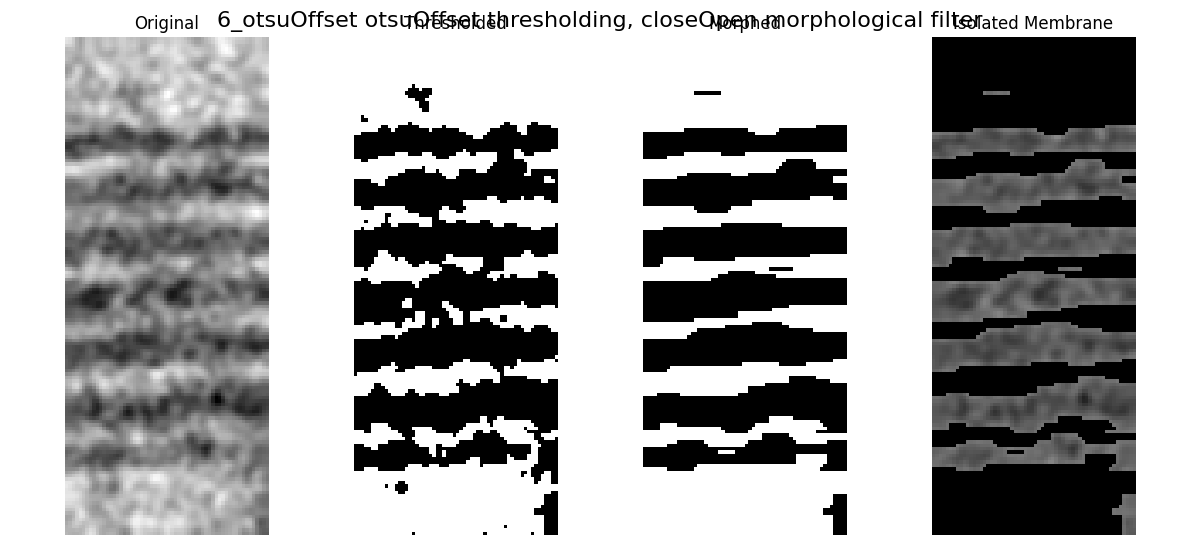 6_otsuOffset otsuOffset thresholding, closeOpen morphological filter
Original
Thresholded
Morphed
Isolated Membrane